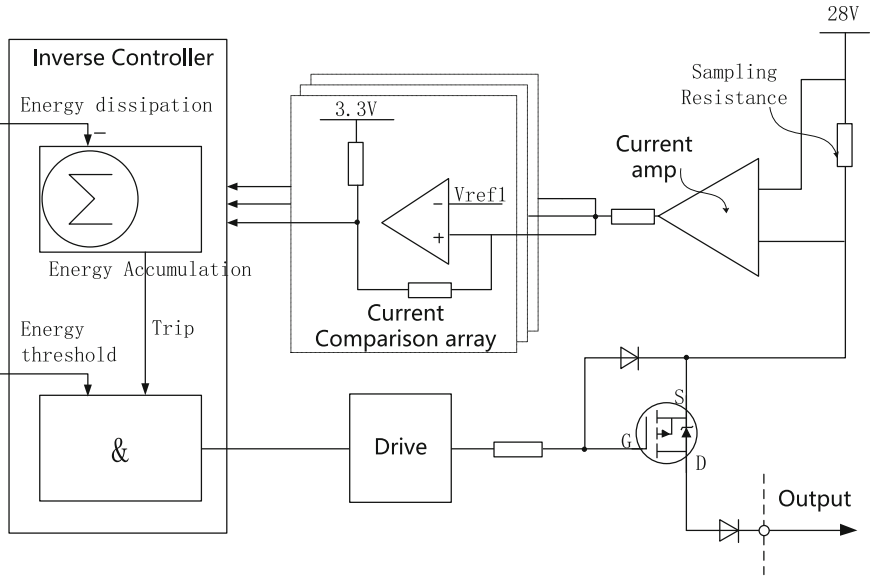 28V
Inverse Controller
Energy dissipation
−
Σ
Energy Accumulation
Energy
threshold
Trip
&
3.3V
Vref1
−
+
Current
Comparison array
Current
amp
Sampling
Resistance
Drive
G
S
D
Output